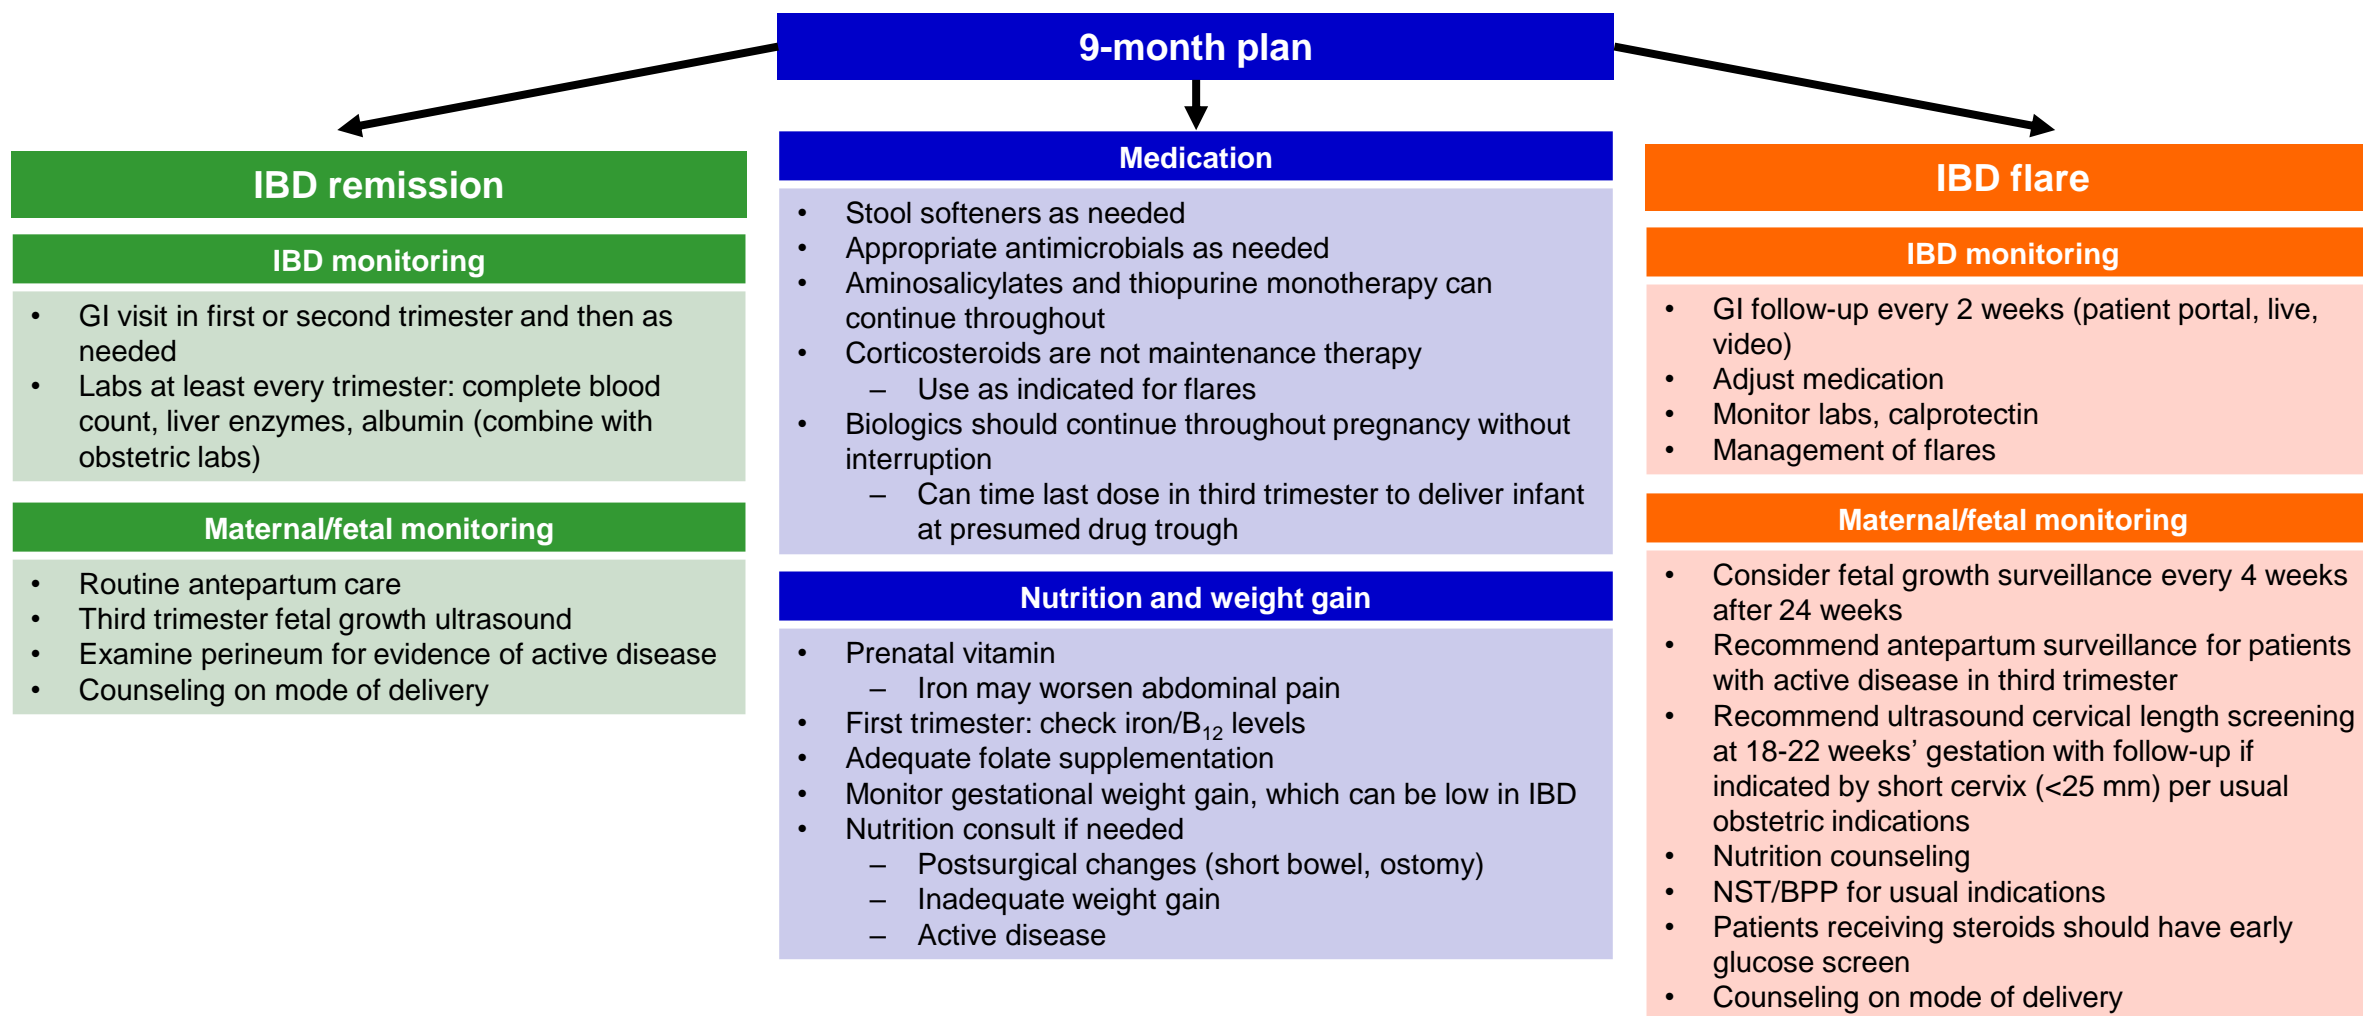 9-month plan
IBD remission
IBD monitoring
• GI visit in first or second trimester and then as
needed
• Labs at least every trimester: complete blood
count, liver enzymes, albumin (combine with
obstetric labs)
Maternal/fetal monitoring
• Routine antepartum care
• Third trimester fetal growth ultrasound
• Examine perineum for evidence of active disease
• Counseling on mode of delivery
Medication
• Stool softeners as needed
• Appropriate antimicrobials as needed
• Aminosalicylates and thiopurine monotherapy can
continue throughout
• Corticosteroids are not maintenance therapy
– Use as indicated for flares
• Biologics should continue throughout pregnancy without
interruption
– Can time last dose in third trimester to deliver infant
at presumed drug trough
Nutrition and weight gain
• Prenatal vitamin
– Iron may worsen abdominal pain
• First trimester: check iron/B12 levels
• Adequate folate supplementation
• Monitor gestational weight gain, which can be low in IBD
• Nutrition consult if needed
– Postsurgical changes (short bowel, ostomy)
– Inadequate weight gain
– Active disease
IBD flare
IBD monitoring
• GI follow-up every 2 weeks (patient portal, live,
video)
• Adjust medication
• Monitor labs, calprotectin
• Management of flares
Maternal/fetal monitoring
• Consider fetal growth surveillance every 4 weeks
after 24 weeks
• Recommend antepartum surveillance for patients
with active disease in third trimester
• Recommend ultrasound cervical length screening
at 18-22 weeks’ gestation with follow-up if
indicated by short cervix (<25 mm) per usual
obstetric indications
• Nutrition counseling
• NST/BPP for usual indications
• Patients receiving steroids should have early
glucose screen
• Counseling on mode of delivery